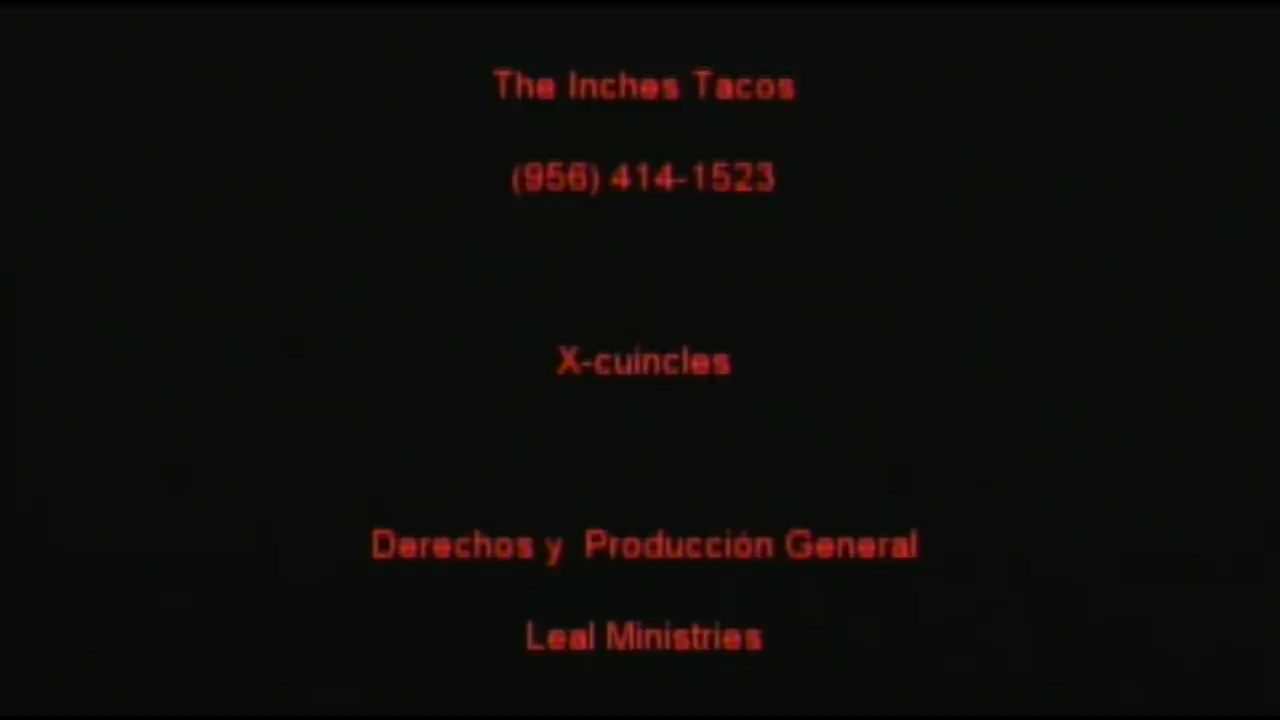 The Inches Tacos
(956) 414-1523
X-cuincles
Derechos y Producción General
Leal Ministries